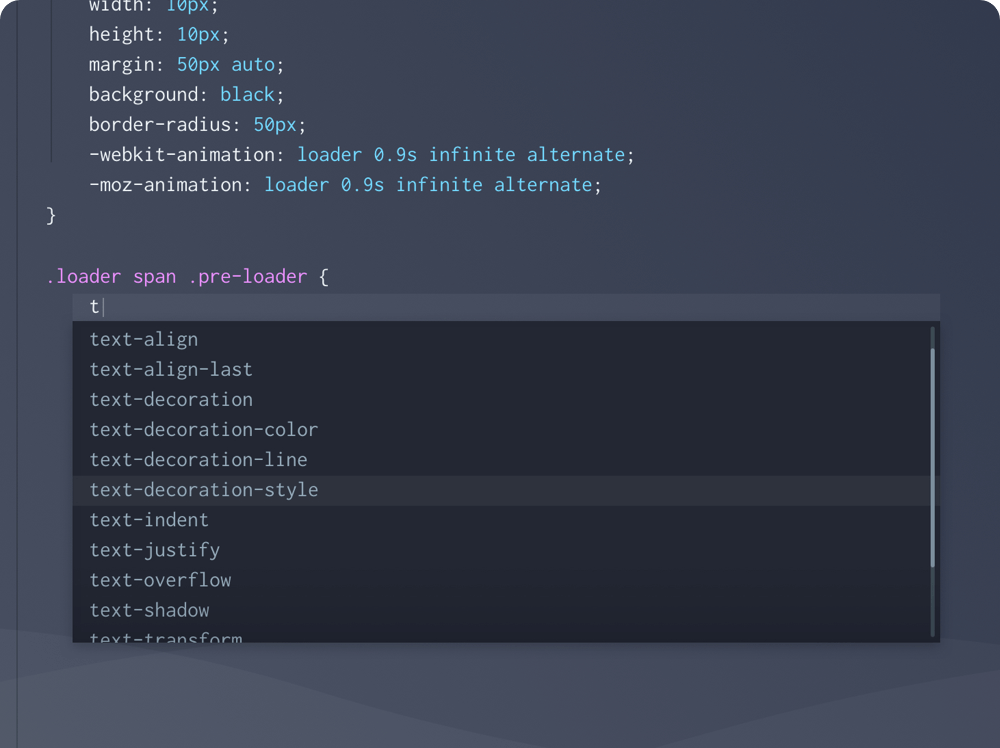 width: 10px;
height: 10px;
margin: 50px auto;
background: black;
border-radius: 50px;
-webkit-animation: loader 0.9s infinite alternate;
-moz-animation: loader 0.9s infinite alternate;
}
.loader span .pre-loader {
t
text-align
text-align-last
text-decoration
text-decoration-color
text-decoration-line
text-decoration-style
text-indent
text-justify
text-overflow
text-shadow
text-transform